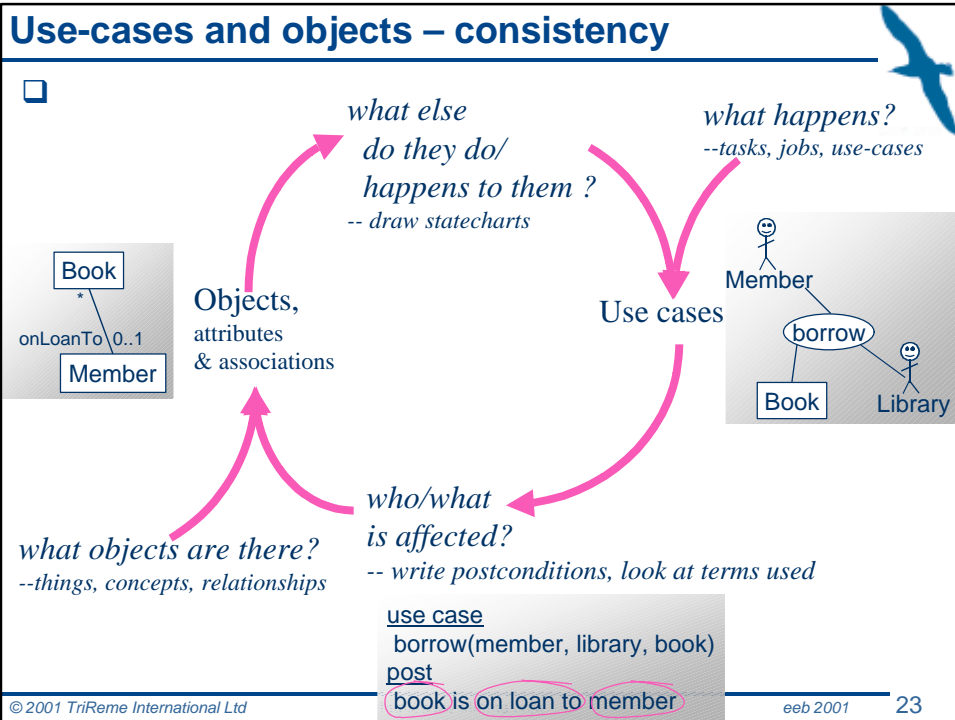 Use-cases and objects – consistency
what else
do they do/
happens to them ?
-- draw statecharts
what happens?
--tasks, jobs, use-cases
Book
*
onLoanTo 0..1
Member
Objects,
attributes
& associations
Use cases
Member
borrow
Book
Library
what objects are there?
--things, concepts, relationships
who/what
is affected?
-- write postconditions, look at terms used
use case
borrow(member, library, book)
post
book is on loan to member
© 2001 TriReme International Ltd
eeb 2001
23